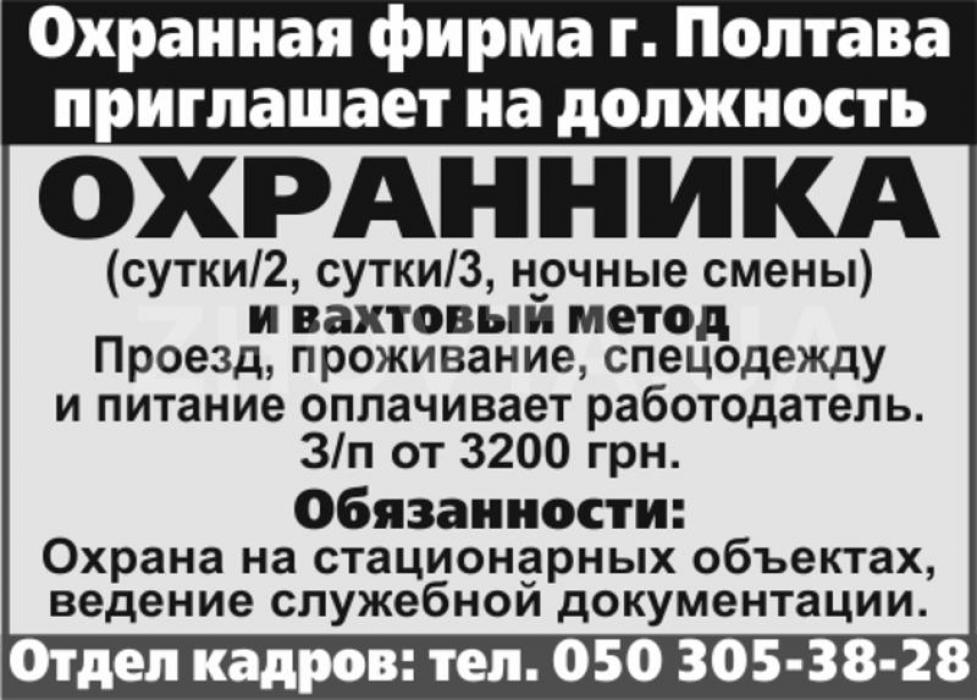 Охранная фирма г. Полтава
приглашает на должность
ОХРАННИКА
(сутки/2, сутки/3, ночные смены)
и вахтовый метод
Проезд, проживание, спецодежду
и питание оплачивает работодатель.
З/п от 3200 грн.
Обязанности:
Охрана на стационарных объектах,
ведение служебной документации.
Отдел кадров: тел. 050 305-38-28